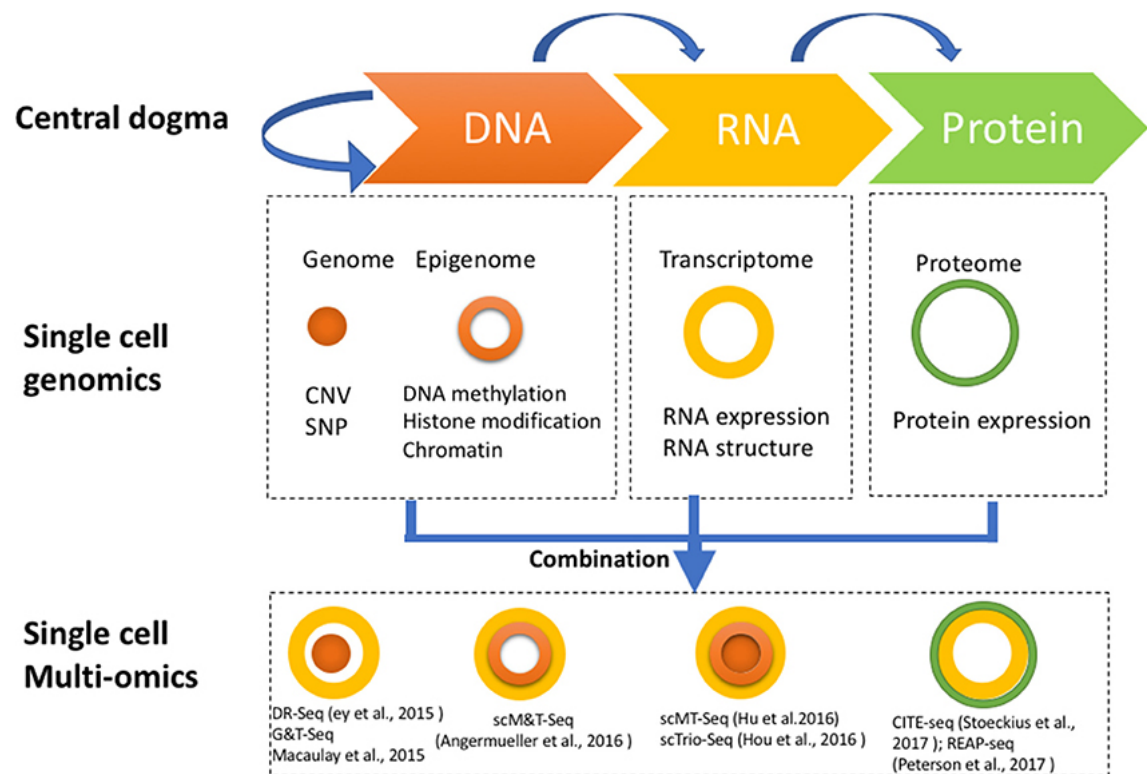 Central dogma
DNA
RNA
Protein
Single cell
genomics
Genome
CNV
SNP
Epigenome
DNA methylation
Histone modification
Chromatin
Transcriptome
RNA expression
RNA structure
Proteome
Protein expression
Combination
Single cell
Multi-omics
DR-Seq (ey et al., 2015 )
G&T-Seq
Macaulay et al., 2015
scM&T-Seq
(Angermueller et al., 2016 )
scMT-Seq (Hu et al.2016)
scTrio-Seq (Hou et al., 2016 )
CITE-seq (Stoeckius et al.,
2017 ); REAP-seq
(Peterson et al., 2017 )